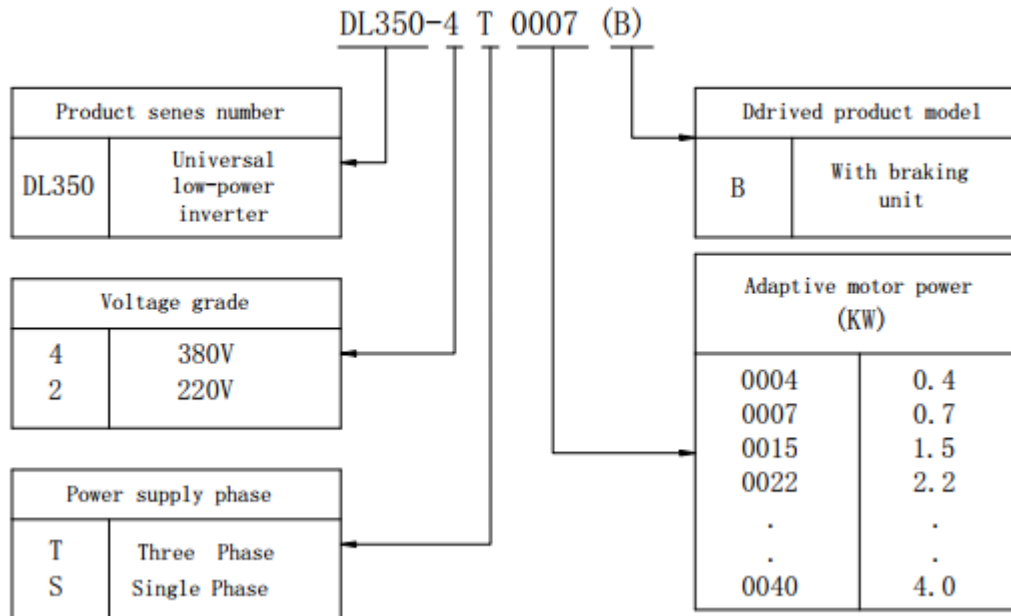 DL350-4 T 0007 (B)
Product senes number
DL350
Universal
low-power
inverter
Voltage grade
4 380V
2 220V
Power supply phase
T Three Phase
S Single Phase
Ddrived product model
B
With braking
unit
Adaptive motor power
(KW)
0004 0.4
0007 0.7
0015 1.5
0022 2.2
. .
. .
0040 4.0